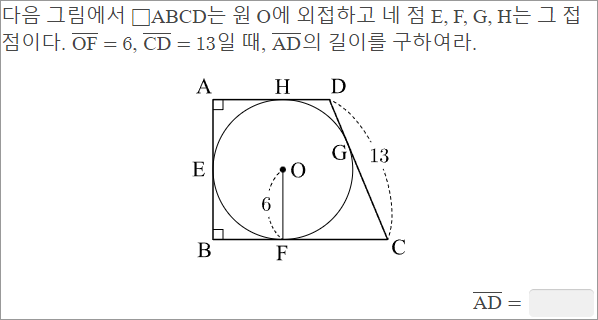 다음 그림에서 □ABCD는 원 O에 외접하고 네 점 E, F, G, H는 그 접
점이다. OF = 6, CD = 13일 때, AD의 길이를 구하여라.
A H D
G 13
E O
6
B F C
AD =